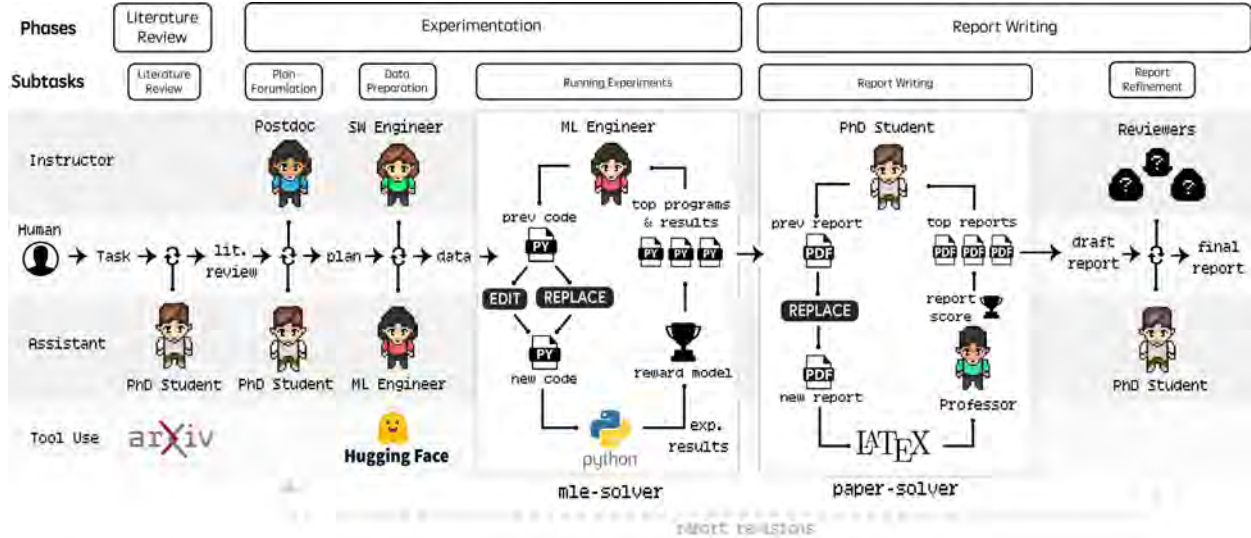 Phases
Literature
Review
Experimentation
Report Writing
Subtasks
Literature
Review
Plan
Forumlation
Data
Preparation
Running Experiments
Report Writing
Report
Refinement
Instructor
Postdoc
SW Engineer
ML Engineer
PhD Student
Reviewers
? ? ?
prev code
PY
top programs
& results
PY PY PY
prev report
PDF
top reports
PDF PDF PDF
Human
Task
lit.
review
plan
data
draft
report
final
report
EDIT
REPLACE
REPLACE
report
score
Assistant
PY
new code
reward model
PDF
new report
Professor
PhD Student
PhD Student
ML Engineer
PhD Student
Tool Use
arXiv
Hugging Face
python
exp.
results
LATEX
mle-solver
paper-solver
report revisions